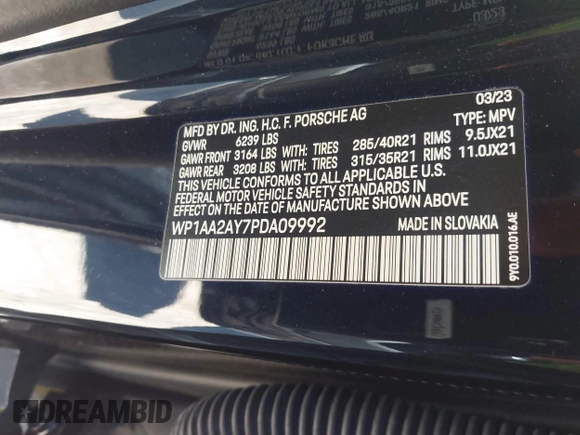 03/23
MFD BY DR. ING. H.C. F. PORSCHE AG
GVWR 6239 LBS TYPE: MPV
GAWR FRONT 3164 LBS WITH: TIRES 285/40R21 RIMS 9.5JX21
GAWR REAR 3208 LBS WITH: TIRES 315/35R21 RIMS 11.0JX21
THIS VEHICLE CONFORMS TO ALL APPLICABLE U.S.
FEDERAL MOTOR VEHICLE SAFETY STANDARDS IN
EFFECT ON THE DATE OF MANUFACTURE SHOWN ABOVE
WP1AA2AY7PDA09992 MADE IN SLOVAKIA
9Y0.010.016.AE
DREAMBID